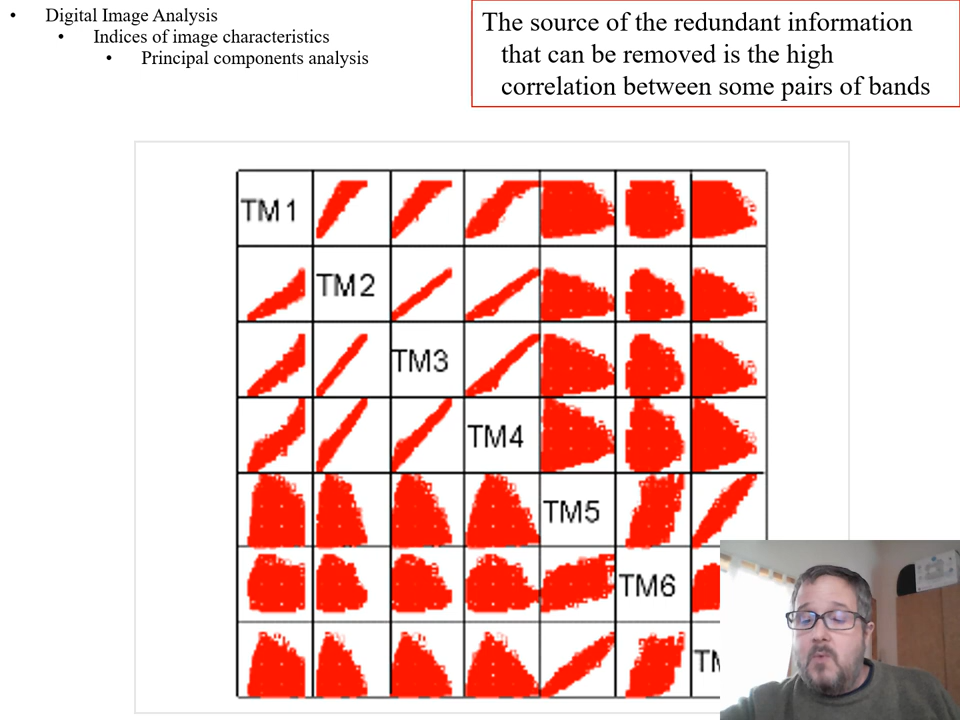 • Digital Image Analysis
• Indices of image characteristics
• Principal components analysis
The source of the redundant information
that can be removed is the high
correlation between some pairs of bands
TM1
TM2
TM3
TM4
TM5
TM6